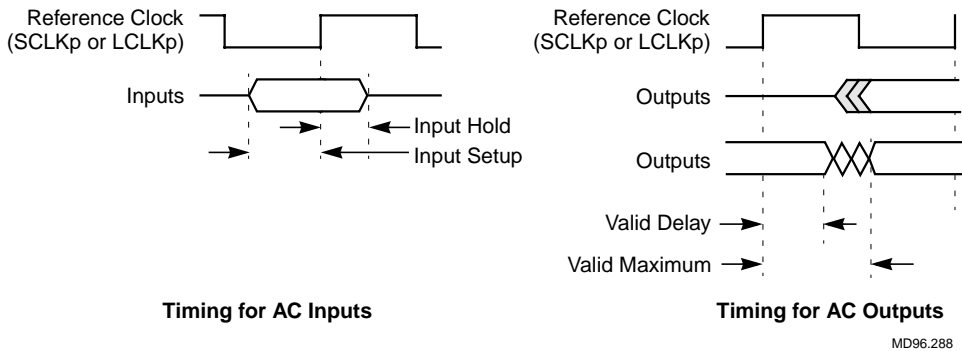 Reference Clock
(SCLKp or LCLKp)
Inputs
Input Hold
Input Setup
Timing for AC Inputs
Reference Clock
(SCLKp or LCLKp)
Outputs
Outputs
Valid Delay
Valid Maximum
Timing for AC Outputs
MD96.288